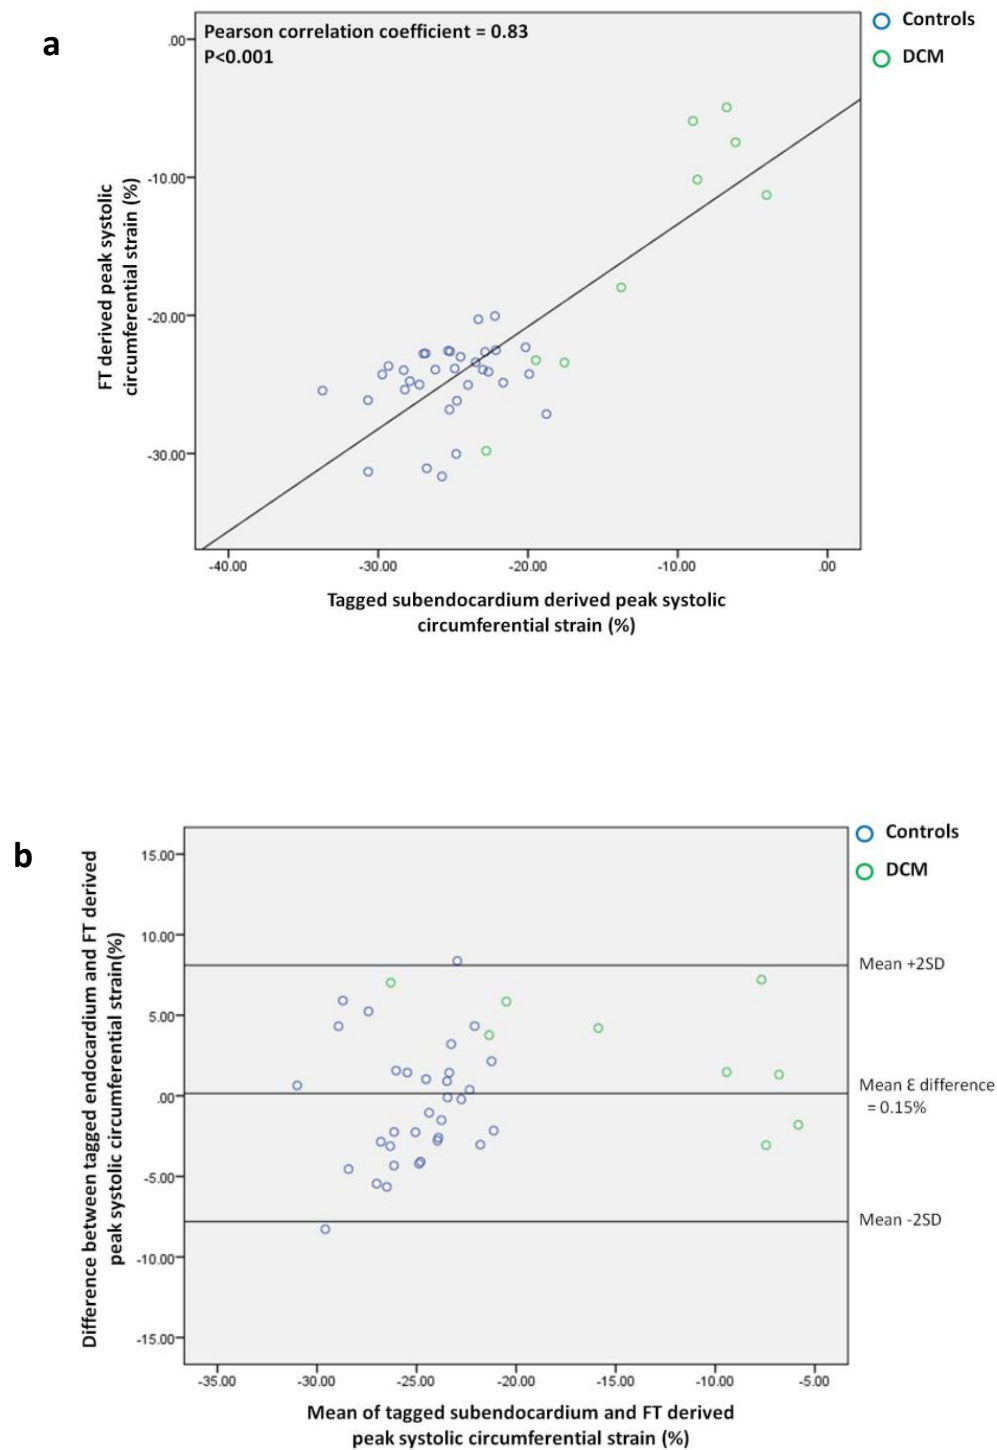 a
Pearson correlation coefficient = 0.83
P<0.001
Controls
DCM
.00
-10.00
-20.00
-30.00
FT derived peak systolic
circumferential strain (%)
-40.00 -30.00 -20.00 -10.00 .00
Tagged subendocardium derived peak systolic
circumferential strain (%)
b
Controls
DCM
15.00
10.00
5.00
.00
-5.00
-10.00
-15.00
Difference between tagged endocardium and FT derived
peak systolic circumferential strain(%)
Mean +2SD
Mean Ɛ difference
= 0.15%
Mean -2SD
-35.00 -30.00 -25.00 -20.00 -15.00 -10.00 -5.00
Mean of tagged subendocardium and FT derived
peak systolic circumferential strain (%)